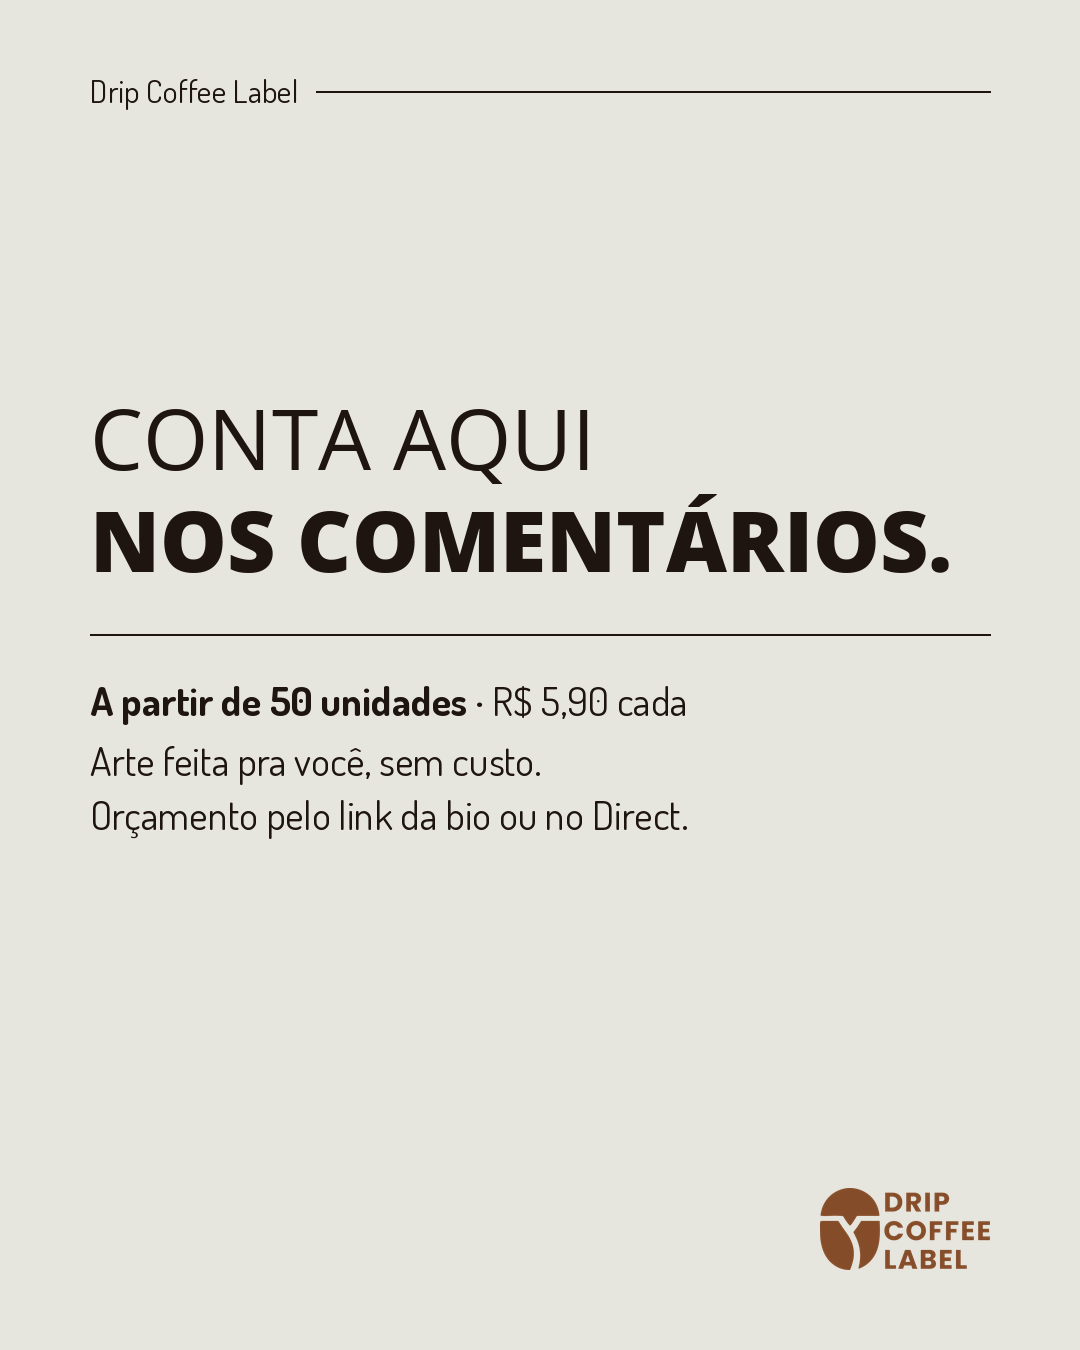 Drip Coffee Label
CONTA AQUI
NOS COMENTÁRIOS.
A partir de 50 unidades · R$ 5,90 cada
Arte feita pra você, sem custo.
Orçamento pelo link da bio ou no Direct.
DRIP
COFFEE
LABEL